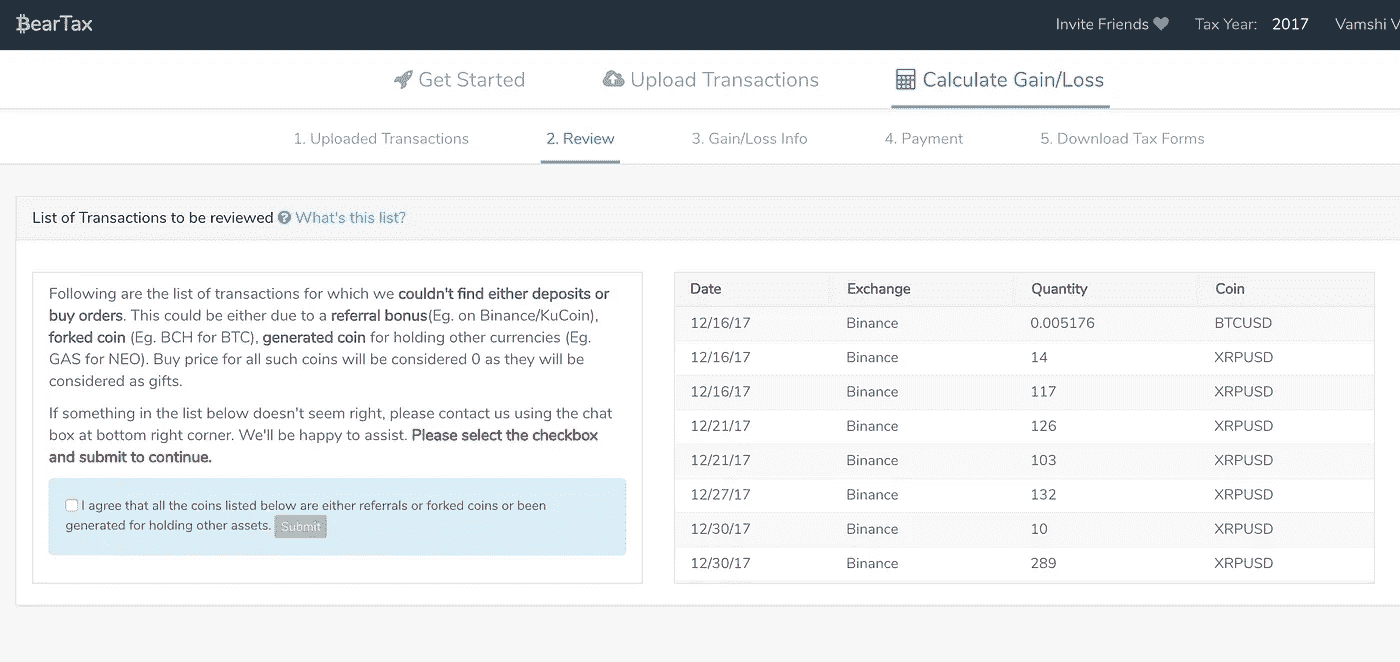 ₿earTax
Invite Friends Tax Year: 2017 Vamshi V
Get Started Upload Transactions Calculate Gain/Loss
1. Uploaded Transactions 2. Review 3. Gain/Loss Info 4. Payment 5. Download Tax Forms
List of Transactions to be reviewed ? What's this list?
Following are the list of transactions for which we couldn't find either deposits or
buy orders. This could be either due to a referral bonus(Eg. on Binance/KuCoin),
forked coin (Eg. BCH for BTC), generated coin for holding other currencies (Eg.
GAS for NEO). Buy price for all such coins will be considered 0 as they will be
considered as gifts.
If something in the list below doesn't seem right, please contact us using the chat
box at bottom right corner. We'll be happy to assist. Please select the checkbox
and submit to continue.
I agree that all the coins listed below are either referrals or forked coins or been
generated for holding other assets. Submit
Date Exchange Quantity Coin
12/16/17 Binance 0.005176 BTCUSD
12/16/17 Binance 14 XRPUSD
12/16/17 Binance 117 XRPUSD
12/21/17 Binance 126 XRPUSD
12/21/17 Binance 103 XRPUSD
12/27/17 Binance 132 XRPUSD
12/30/17 Binance 10 XRPUSD
12/30/17 Binance 289 XRPUSD